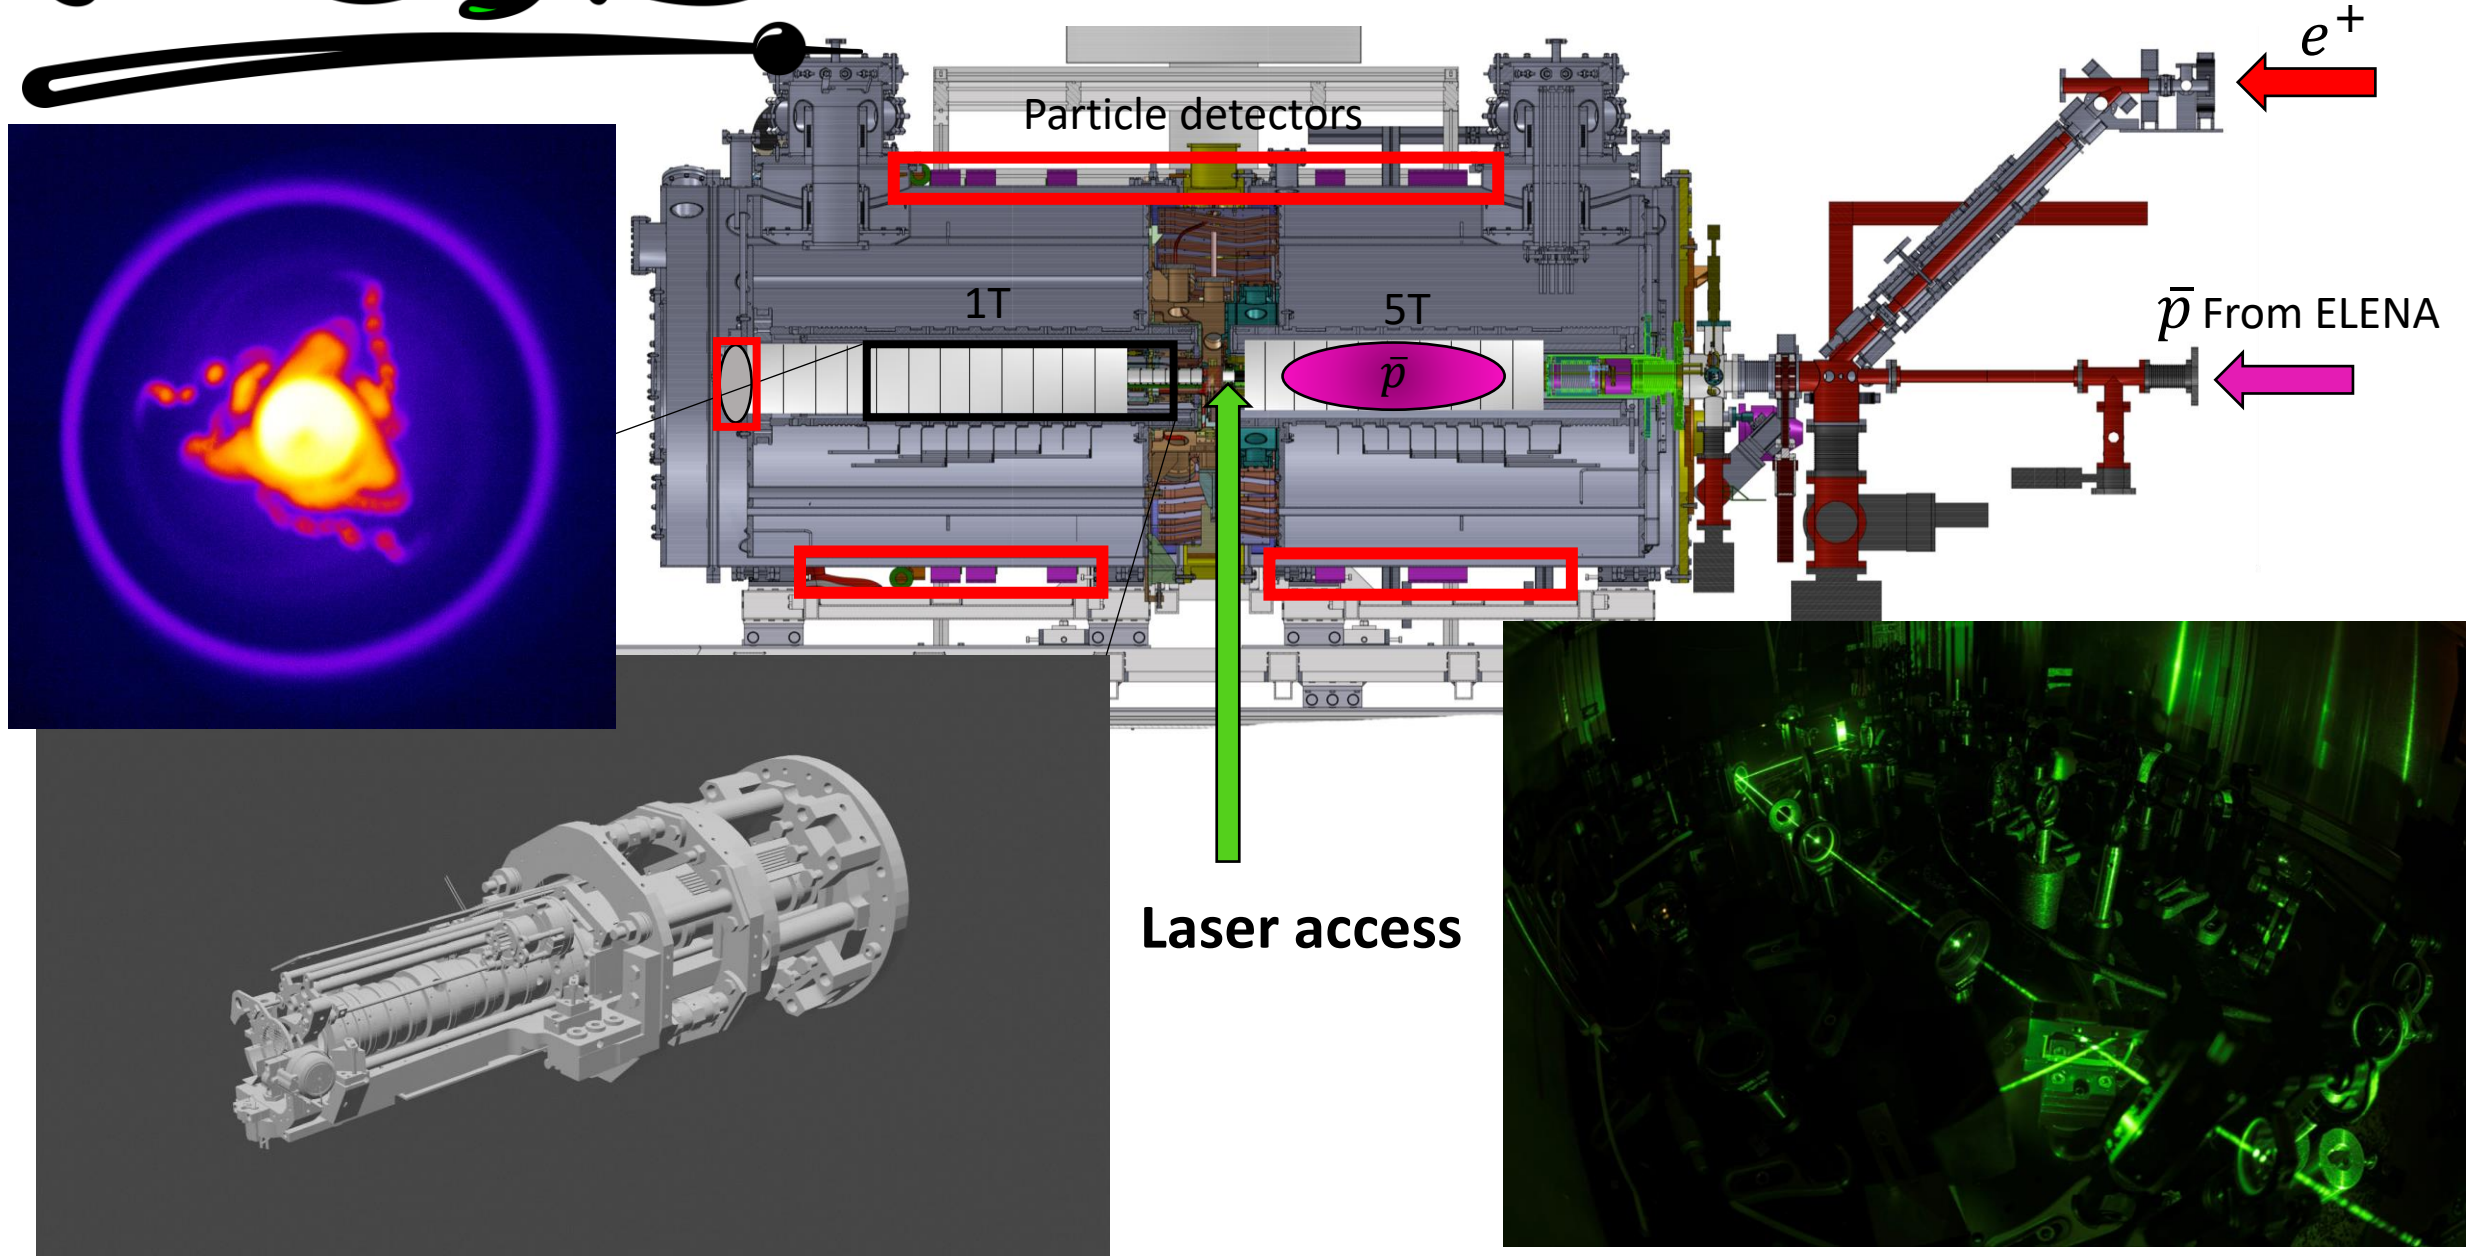 e⁺
Particle detectors
1T
5T
p̄ From ELENA
p̄
Laser access